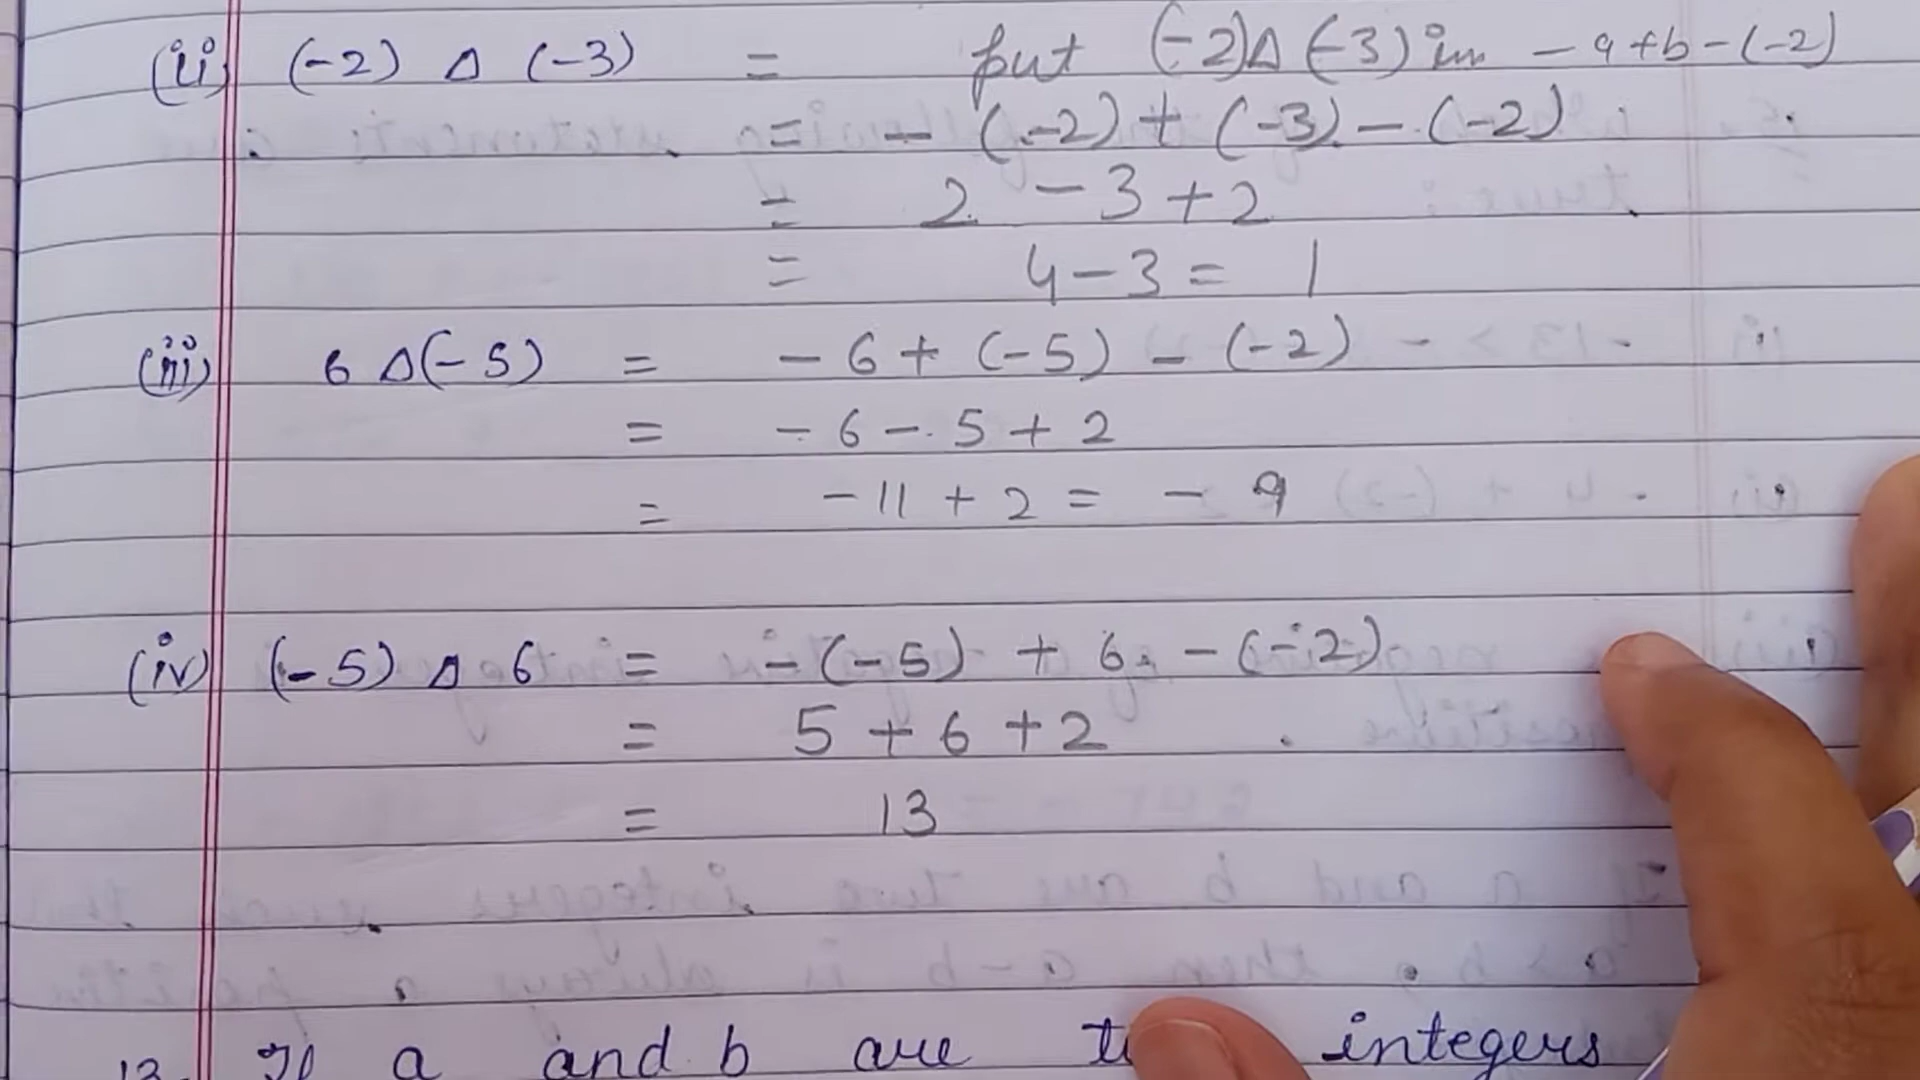 (ii) (-2) Δ (-3) = put (-2)Δ(-3) in -a+b-(-2)
= - (-2) + (-3) - (-2)
= 2 - 3 + 2
= 4 - 3 = 1
(iii) 6 Δ(-5) = - 6 + (-5) - (-2)
= - 6 - 5 + 2
= - 11 + 2 = - 9
(iv) (-5) Δ 6 = - (-5) + 6 - (-2)
= 5 + 6 + 2
= 13
If a and b are integers